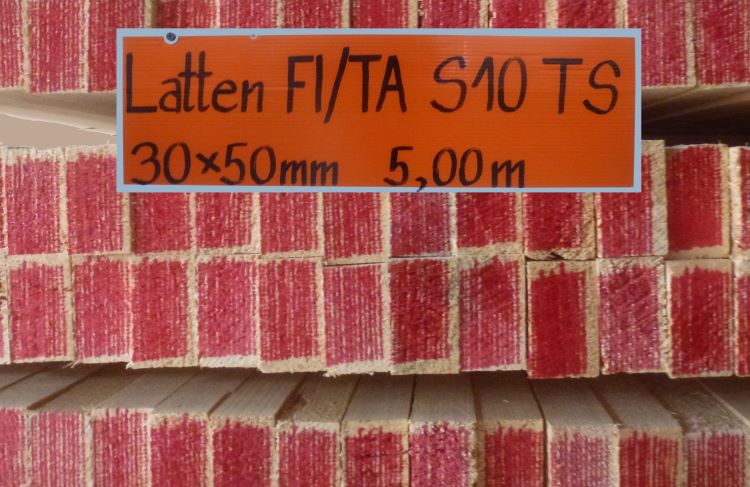 Latten FI/TA S10 TS
30×50mm 5,00m